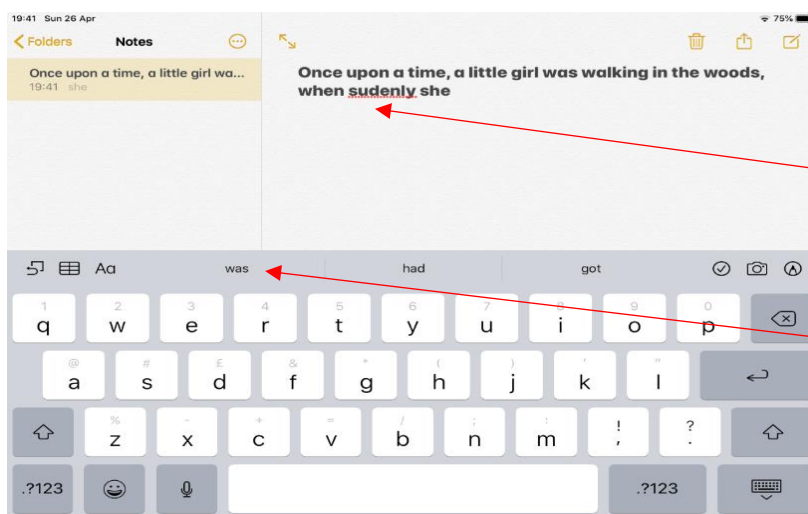 19:41 Sun 26 Apr 75%
Folders Notes
Once upon a time, a little girl wa...
19:41 she
Once upon a time, a little girl was walking in the woods,
when sudenly she
Aa was had got
1 2 3 4 5 6 7 8 9 0
q w e r t y u i o p
@ # £ & * ( ) ' "
a s d f g h j k l
% - + = / ; : ! ?
z x c v b n m , .
.?123 .?123